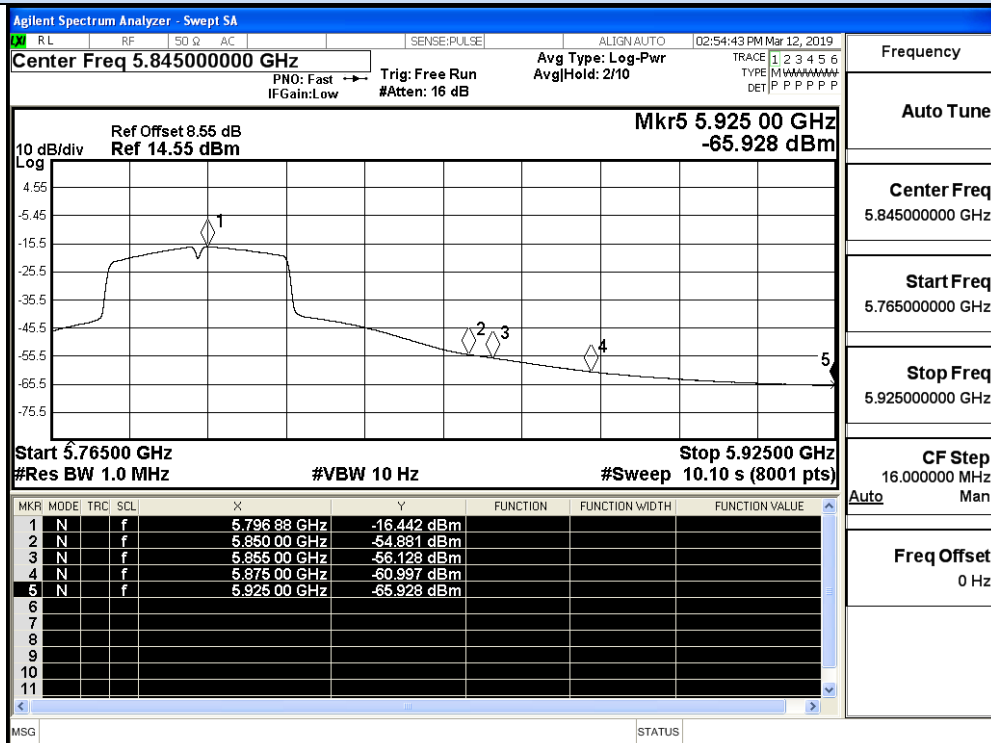 Agilent Spectrum Analyzer - Swept SA
LXI RL RF 50 Ω AC SENSE:PULSE ALIGN AUTO 02:54:43 PM Mar 12, 2019
Center Freq 5.845000000 GHz
PNO: Fast
IFGain:Low
Trig: Free Run
#Atten: 16 dB
Avg Type: Log-Pwr
Avg|Hold: 2/10
TRACE 1 2 3 4 5 6
TYPE M WWWWW
DET P P P P P P
Mkr5 5.925 00 GHz
-65.928 dBm
Ref Offset 8.55 dB
10 dB/div Ref 14.55 dBm
Log
4.55
-5.45
-15.5
-25.5
-35.5
-45.5
-55.5
-65.5
-75.5
1
2 3
4
5
Start 5.76500 GHz Stop 5.92500 GHz
#Res BW 1.0 MHz #VBW 10 Hz #Sweep 10.10 s (8001 pts)
MKR MODE TRC SCL X Y FUNCTION FUNCTION WIDTH FUNCTION VALUE
1 N f 5.796 88 GHz -16.442 dBm
2 N f 5.850 00 GHz -54.881 dBm
3 N f 5.855 00 GHz -56.128 dBm
4 N f 5.875 00 GHz -60.997 dBm
5 N f 5.925 00 GHz -65.928 dBm
6
7
8
9
10
11
MSG STATUS
Frequency
Auto Tune
Center Freq
5.845000000 GHz
Start Freq
5.765000000 GHz
Stop Freq
5.925000000 GHz
CF Step
16.000000 MHz
Auto Man
Freq Offset
0 Hz